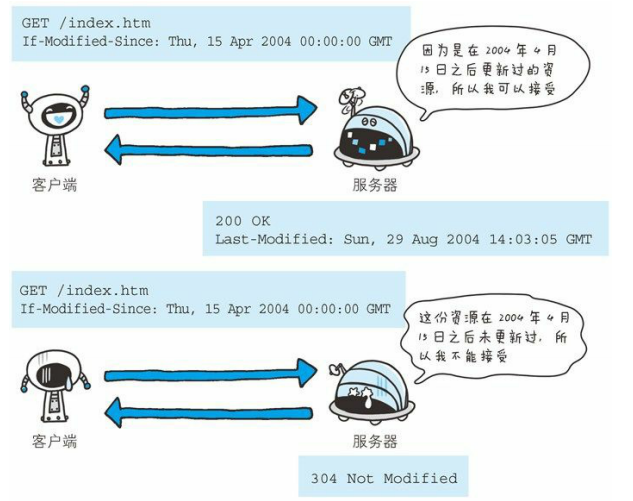 GET /index.htm
If-Modified-Since: Thu, 15 Apr 2004 00:00:00 GMT
因为是在 2004 年 4 月
15 日之后更新过的资
源，所以我可以接受
客户端
服务器
200 OK
Last-Modified: Sun, 29 Aug 2004 14:03:05 GMT
GET /index.htm
If-Modified-Since: Thu, 15 Apr 2004 00:00:00 GMT
这份资源在 2004 年 4 月
15 日之后未更新过，所
以我不能接受
客户端
服务器
304 Not Modified